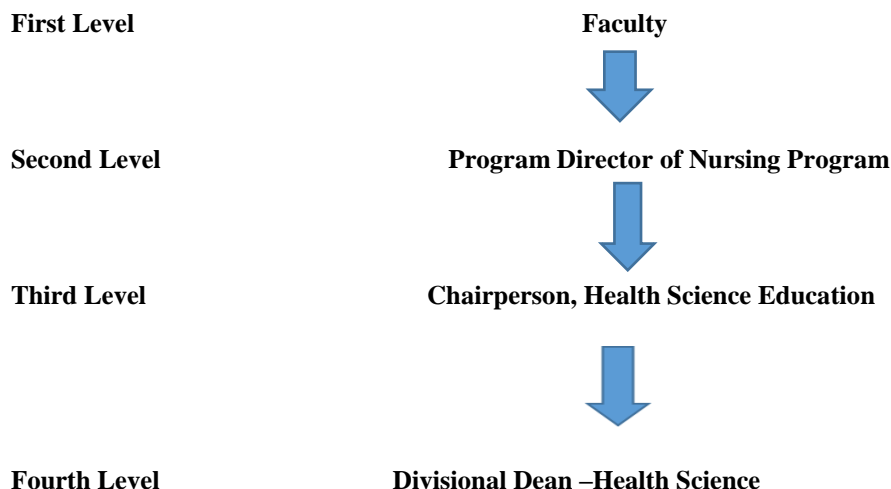 First Level Faculty
Second Level Program Director of Nursing Program
Third Level Chairperson, Health Science Education
Fourth Level Divisional Dean –Health Science